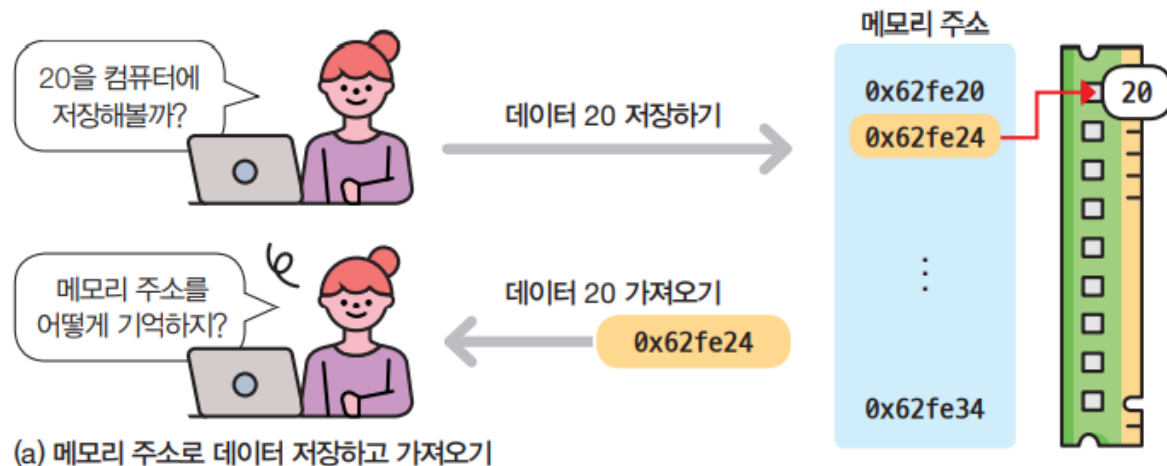 메모리 주소
20을 컴퓨터에
저장해볼까?
데이터 20 저장하기
0x62fe20
0x62fe24
20
메모리 주소를
어떻게 기억하지?
데이터 20 가져오기
0x62fe24
⋮
0x62fe34
(a) 메모리 주소로 데이터 저장하고 가져오기